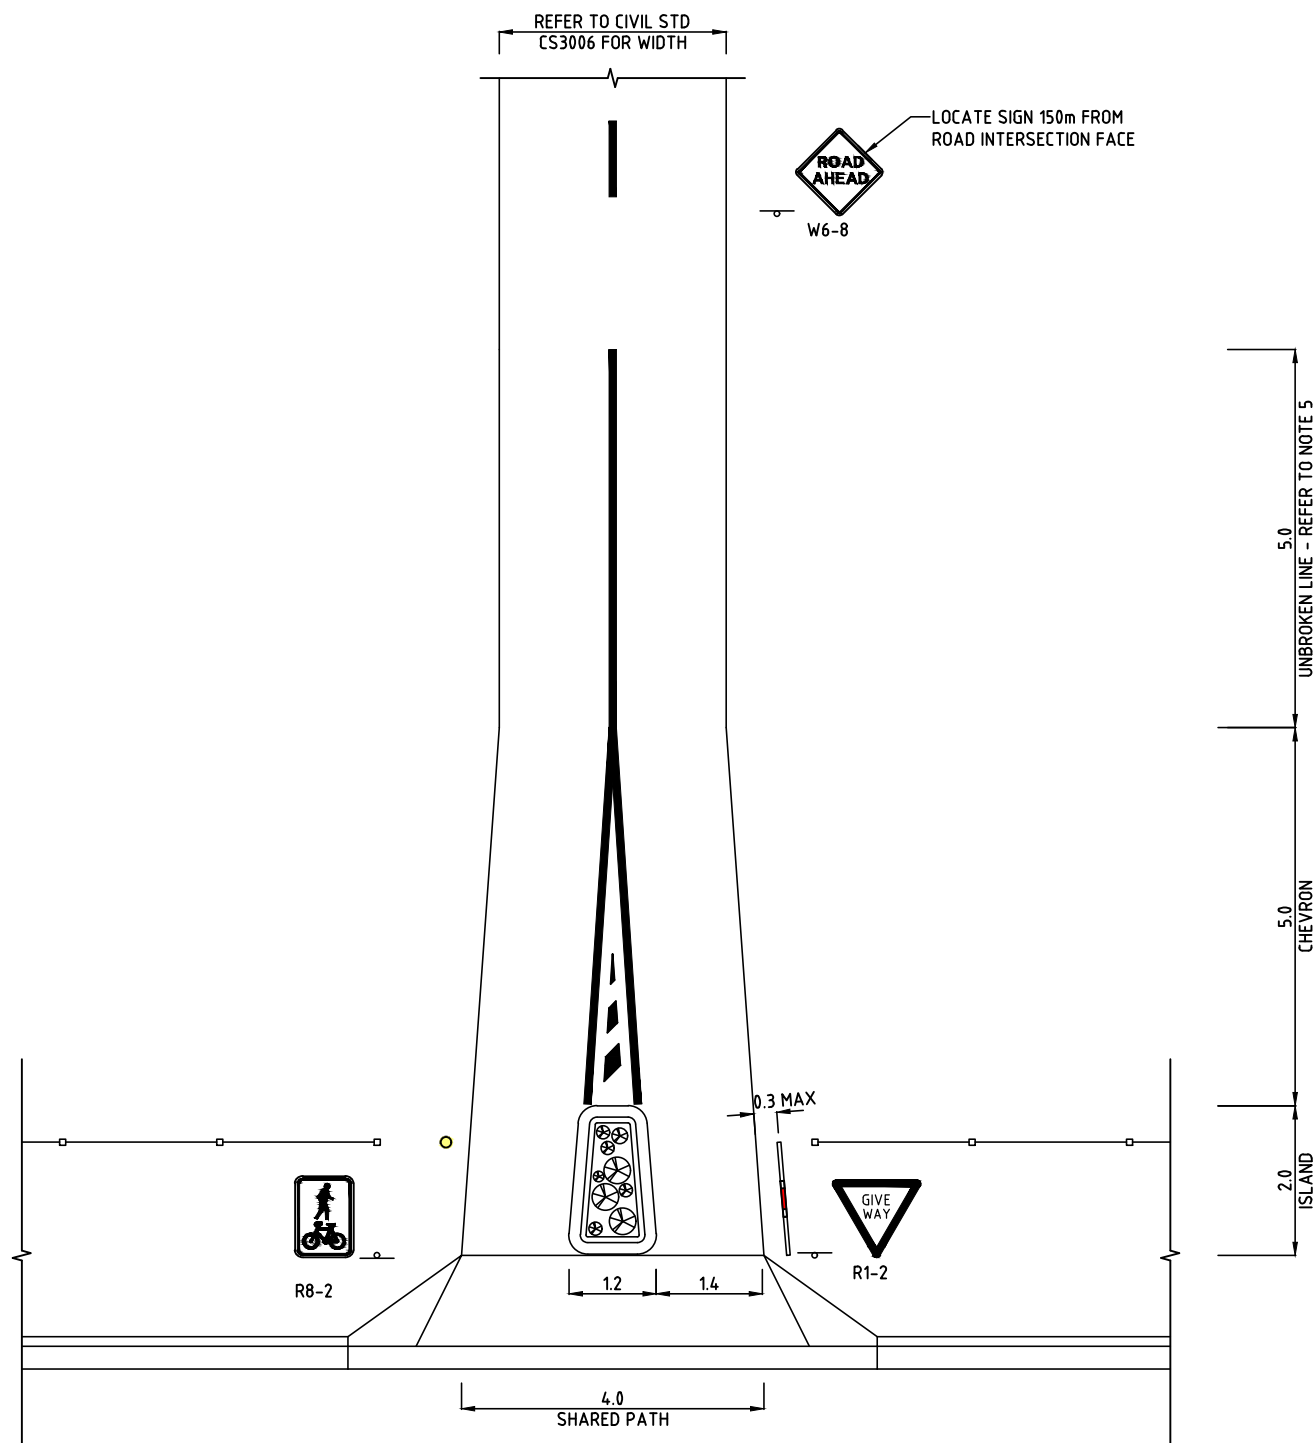 REFER TO CIVIL STD
CS3006 FOR WIDTH
LOCATE SIGN 150m FROM
ROAD INTERSECTION FACE
ROAD
AHEAD
W6-8
5.0
UNBROKEN LINE - REFER TO NOTE 5
5.0
CHEVRON
0.3 MAX
2.0
ISLAND
GIVE
WAY
R1-2
R8-2
1.2
1.4
4.0
SHARED PATH